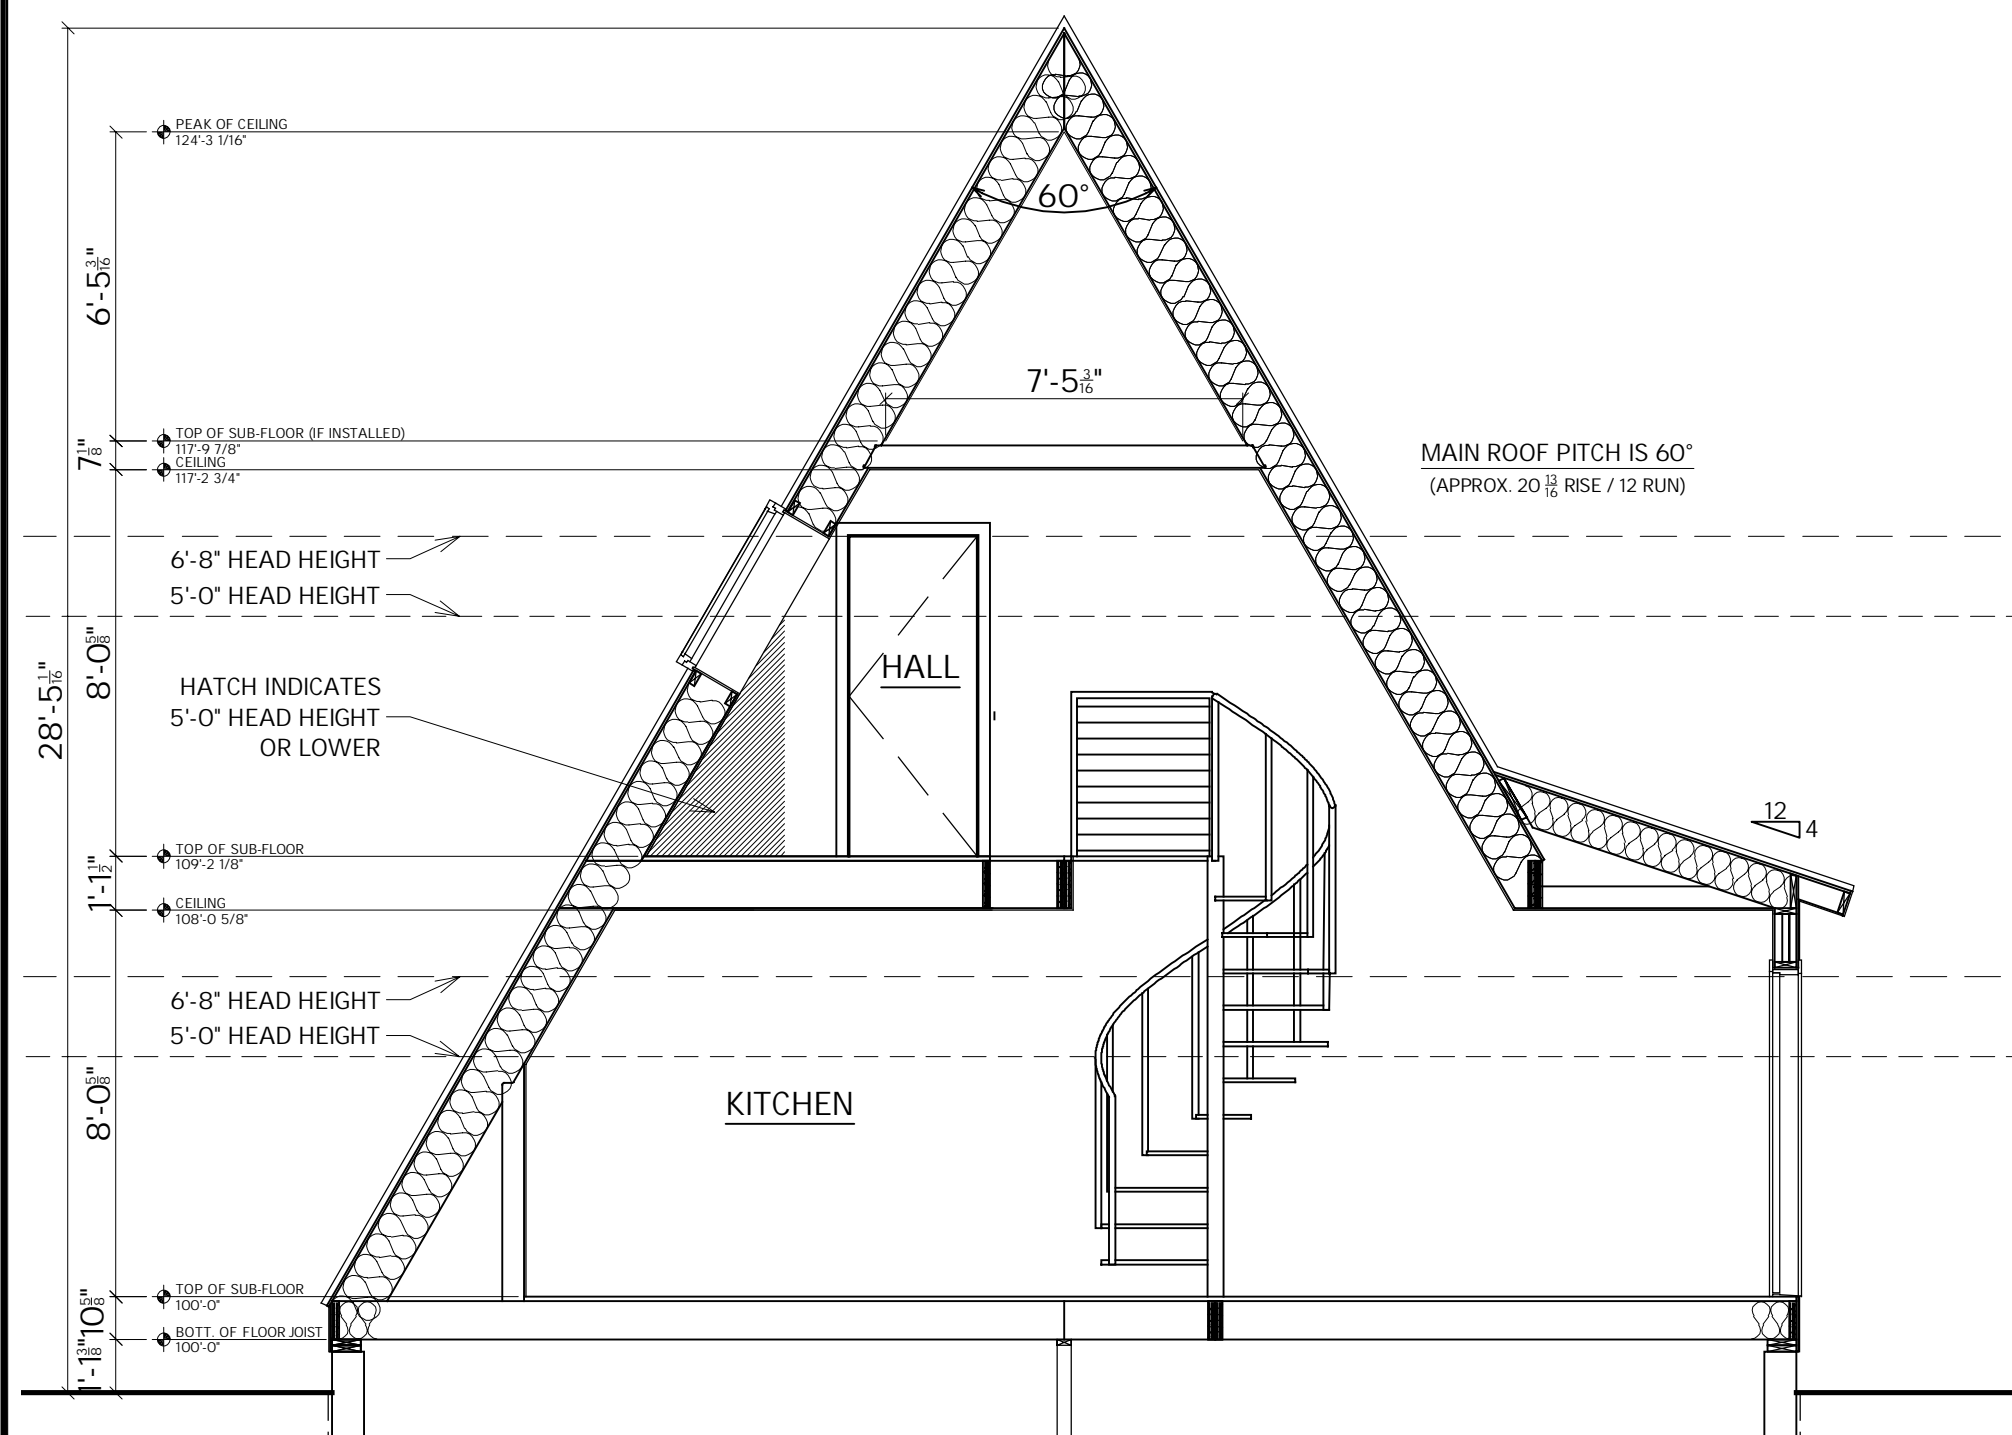 PEAK OF CEILING
124'-3 1/16"
60°
6'-5 3/16"
7'-5 3/16"
TOP OF SUB-FLOOR (IF INSTALLED)
117'-9 7/8"
7 1/8"
CEILING
117'-2 3/4"
MAIN ROOF PITCH IS 60°
(APPROX. 20 13/16 RISE / 12 RUN)
6'-8" HEAD HEIGHT
5'-0" HEAD HEIGHT
8'-0 5/8"
28'-5 1/16"
HALL
HATCH INDICATES
5'-0" HEAD HEIGHT
OR LOWER
12
4
TOP OF SUB-FLOOR
109'-2 1/8"
1'-1 1/2"
CEILING
108'-0 5/8"
6'-8" HEAD HEIGHT
5'-0" HEAD HEIGHT
8'-0 5/8"
KITCHEN
TOP OF SUB-FLOOR
100'-0"
10 5/8"
BOTT. OF FLOOR JOIST
100'-0"
1'-1 3/8"